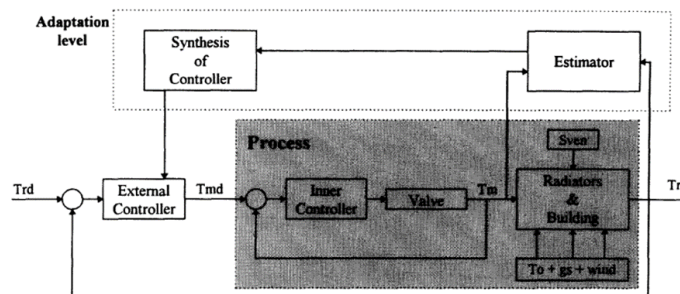 Adaptation
level
Synthesis
of
Controller
Estimator
Process
Sven
Trd
External
Controller
Tmd
Inner
Controller
Valve
Tm
Radiators
&
Building
Tr
To + gs + wind